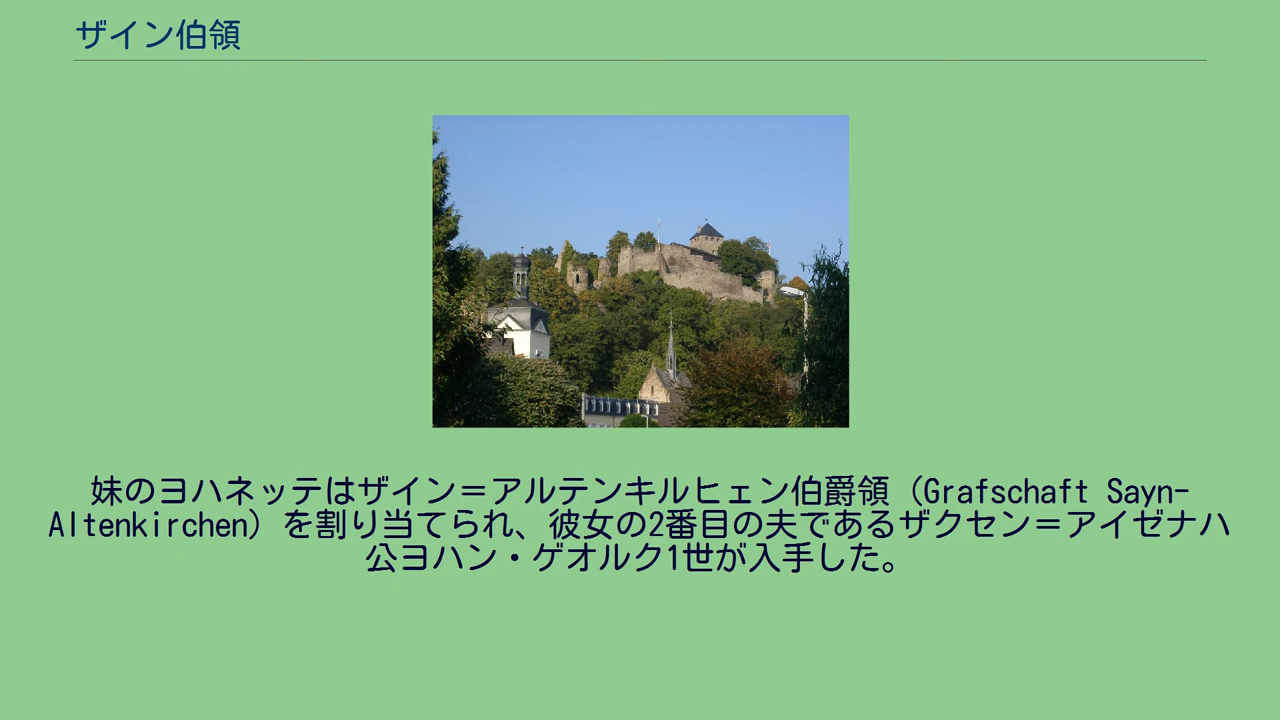 ザイン伯領
妹のヨハネッテはザイン＝アルテンキルヒェン伯爵領（Grafschaft Sayn-
Altenkirchen）を割り当てられ、彼女の2番目の夫であるザクセン＝アイゼナハ
公ヨハン・ゲオルク1世が入手した。